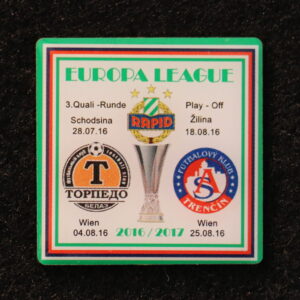 EUROPA LEAGUE
3.Quali -Runde
Schodsina
28.07.16
RAPID
Play - Off
Žilina
18.08.16
T
ТОРПЕДО
БЕЛАЗ
FUTBALOVÝ KLUB
AS
TRENČÍN
Wien
04.08.16
2016/2017
Wien
25.08.16